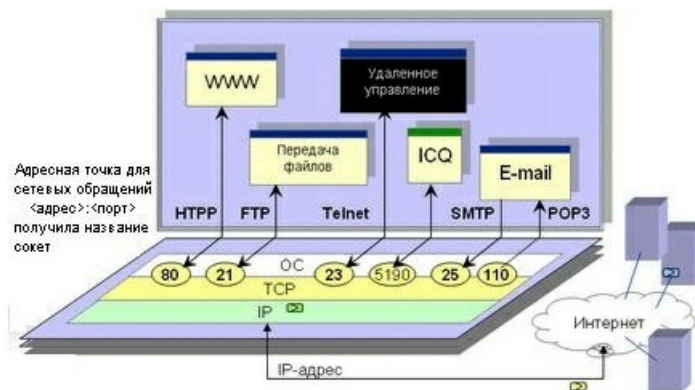 WWW
Удаленное
управление
Передача
файлов
ICQ
E-mail
Адресная точка для
сетевых обращений
<адрес>:<порт>
получила название
сокет
HTPP FTP Telnet SMTP POP3
ОС
80 21 23 5190 25 110
TCP
IP
Интернет
IP-адрес